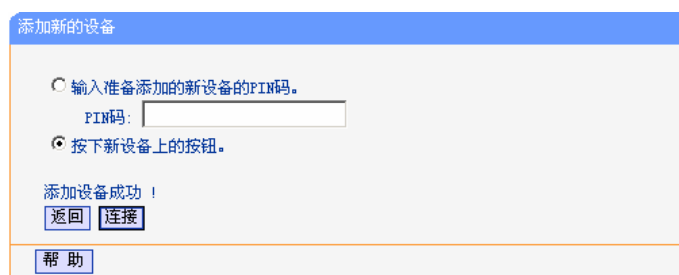 添加新的设备
输入准备添加的新设备的PIN码。
PIN码:
按下新设备上的按钮。
添加设备成功 !
返回 连接
帮 助